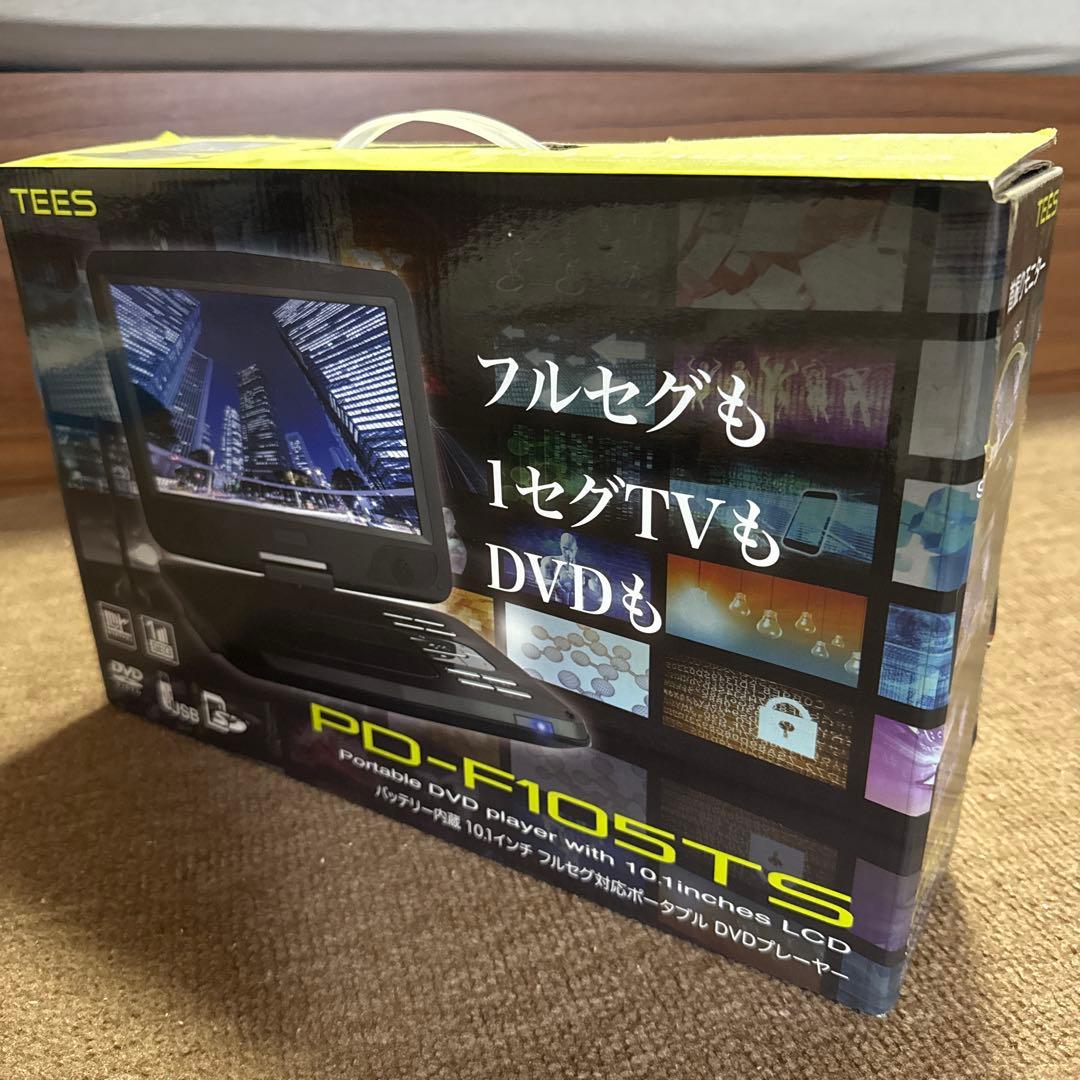 TEES
フルセグも
1セグTVも
DVDも
DVD
USB
PD-F105TS
Portable DVD player with 10.1inches LCD
バッテリー内蔵 10.1インチ フルセグ対応ポータブル DVDプレーヤー
TEES